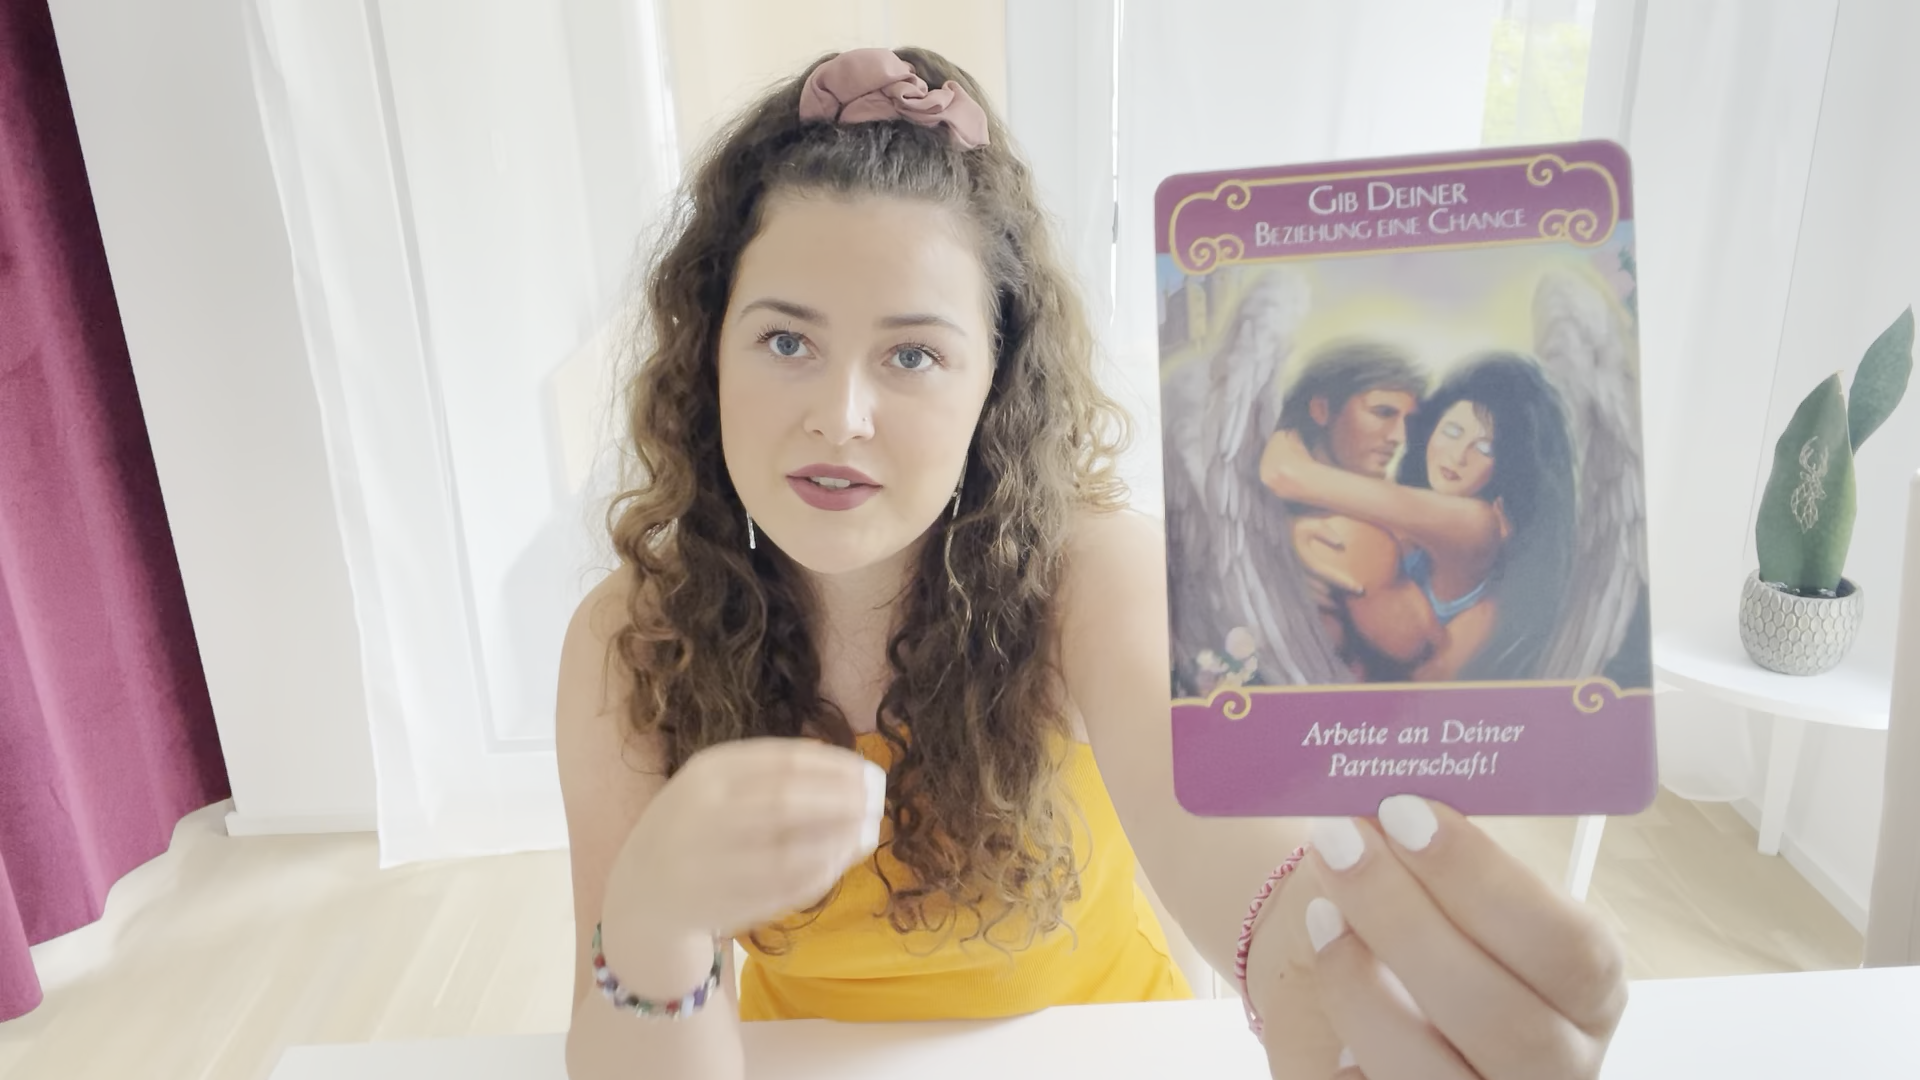 Gib Deiner
Beziehung eine Chance
Arbeite an Deiner
Partnerschaft!